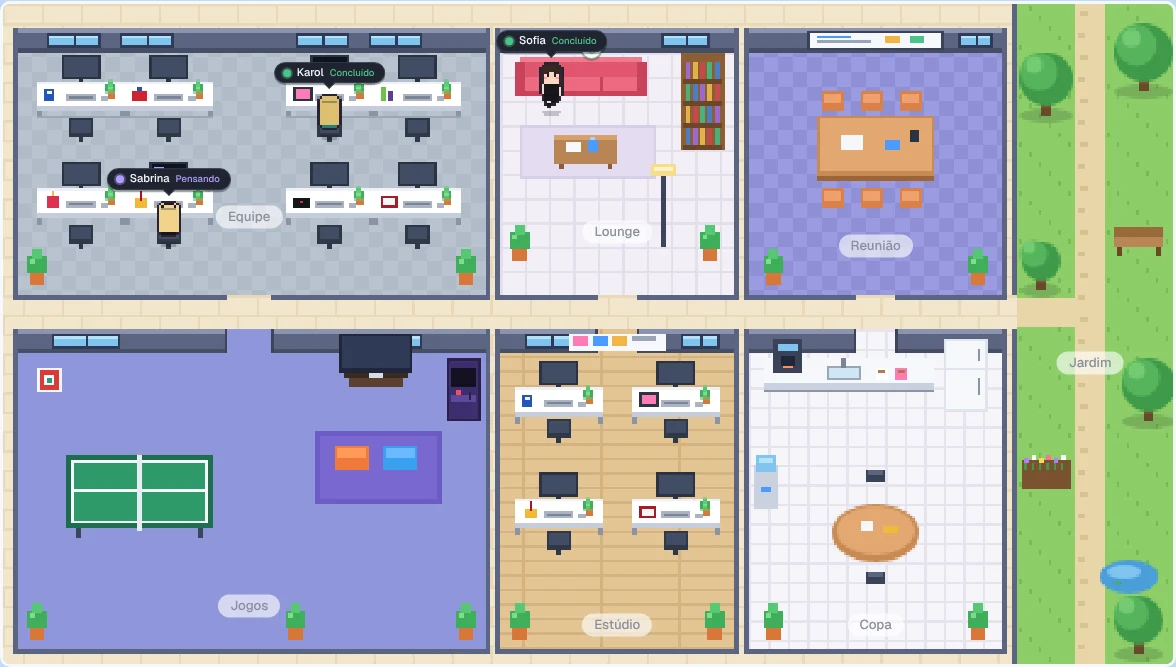 Sofia Concluído
Karol Concluído
Sabrina Pensando
Equipe
Lounge
Reunião
Jardim
Jogos
Estúdio
Copa